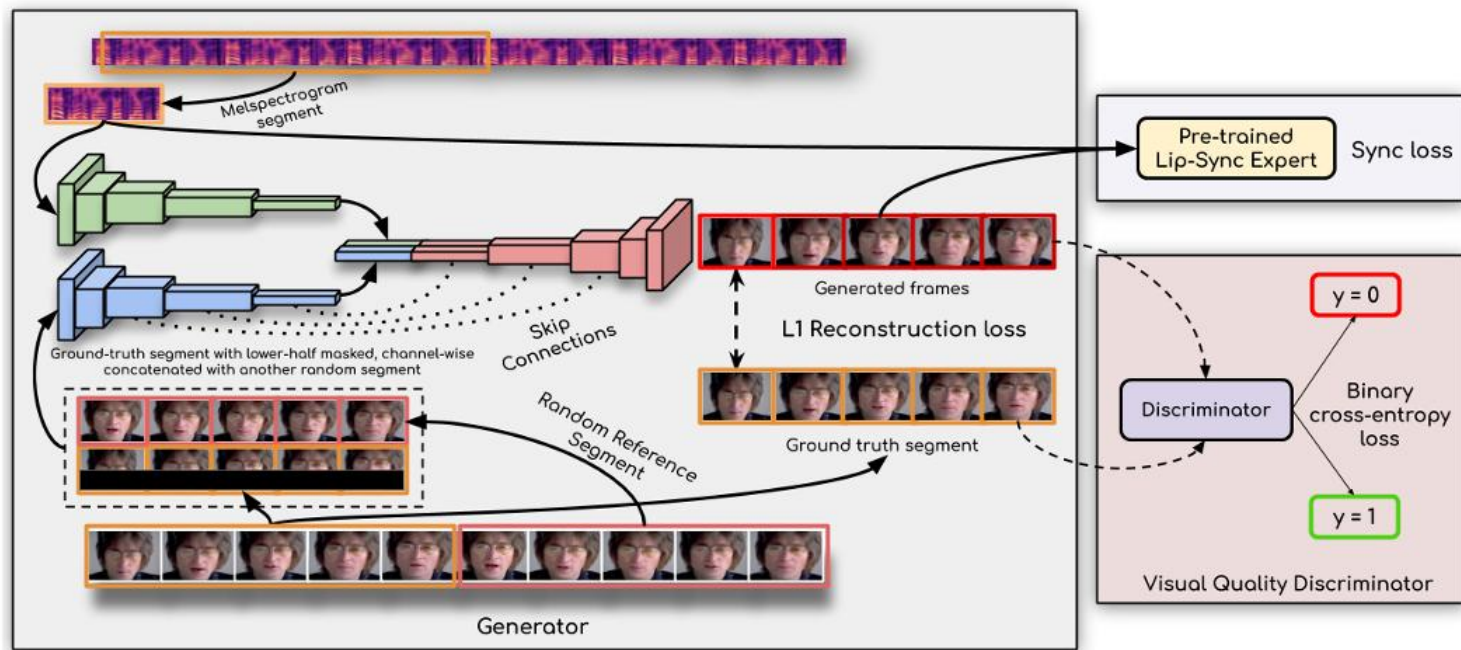 Melspectrogram
segment
Pre-trained
Lip-Sync Expert
Sync loss
Generated frames
Skip
Connections
L1 Reconstruction loss
Ground-truth segment with lower-half masked, channel-wise
concatenated with another random segment
Random Reference
Segment
Ground truth segment
y = 0
Discriminator
Binary
cross-entropy
loss
y = 1
Visual Quality Discriminator
Generator